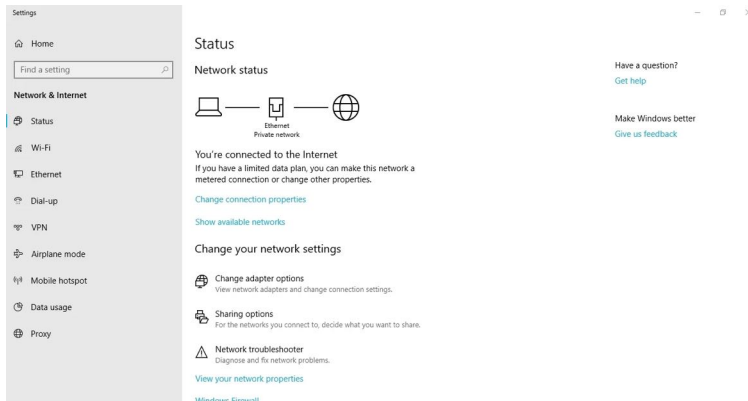 Settings
Home
Find a setting
Network & Internet
Status
Wi-Fi
Ethernet
Dial-up
VPN
Airplane mode
Mobile hotspot
Data usage
Proxy
Status
Network status
Ethernet
Private network
You're connected to the Internet
If you have a limited data plan, you can make this network a
metered connection or change other properties.
Change connection properties
Show available networks
Change your network settings
Change adapter options
View network adapters and change connection settings.
Sharing options
For the networks you connect to, decide what you want to share.
Network troubleshooter
Diagnose and fix network problems.
View your network properties
Windows Firewall
Have a question?
Get help
Make Windows better
Give us feedback